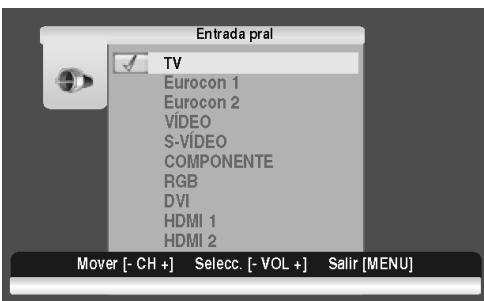 Entrada pral
TV
Eurocon 1
Eurocon 2
VÍDEO
S-VÍDEO
COMPONENTE
RGB
DVI
HDMI 1
HDMI 2
Mover [- CH +] Selecc. [- VOL +] Salir [MENU]